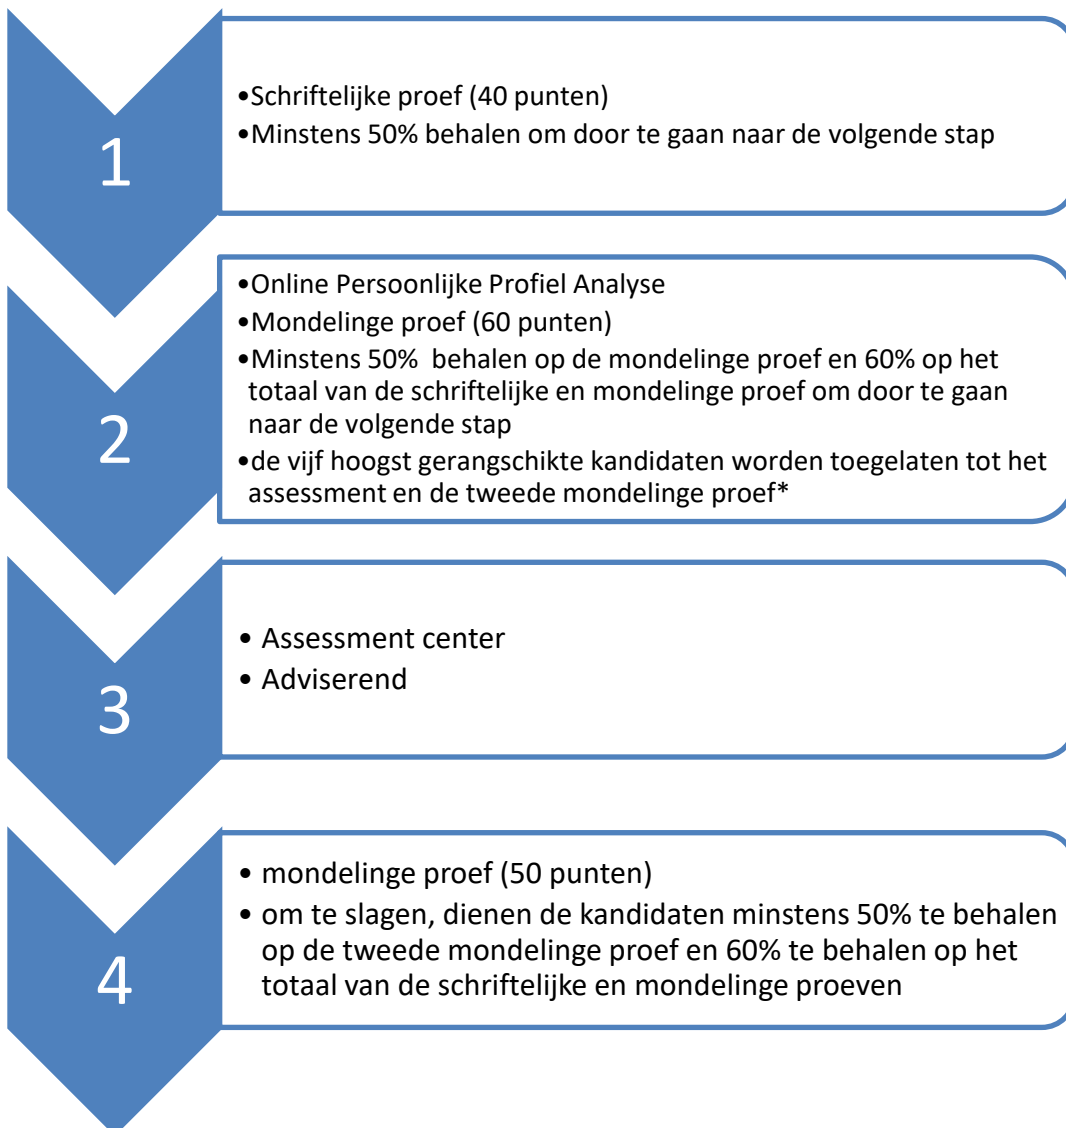 1
•Schriftelijke proef (40 punten)
•Minstens 50% behalen om door te gaan naar de volgende stap
2
•Online Persoonlijke Profiel Analyse
•Mondelinge proef (60 punten)
•Minstens 50%  behalen op de mondelinge proef en 60% op het
totaal van de schriftelijke en mondelinge proef om door te gaan
naar de volgende stap
•de vijf hoogst gerangschikte kandidaten worden toegelaten tot het
assessment en de tweede mondelinge proef*
3
• Assessment center
• Adviserend
4
• mondelinge proef (50 punten)
• om te slagen, dienen de kandidaten minstens 50% te behalen
op de tweede mondelinge proef en 60% te behalen op het
totaal van de schriftelijke en mondelinge proeven